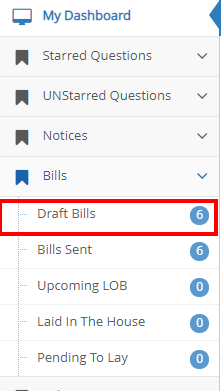 My Dashboard
Starred Questions
UNStarred Questions
Notices
Bills
Draft Bills 6
Bills Sent 6
Upcoming LOB 0
Laid In The House 0
Pending To Lay 0